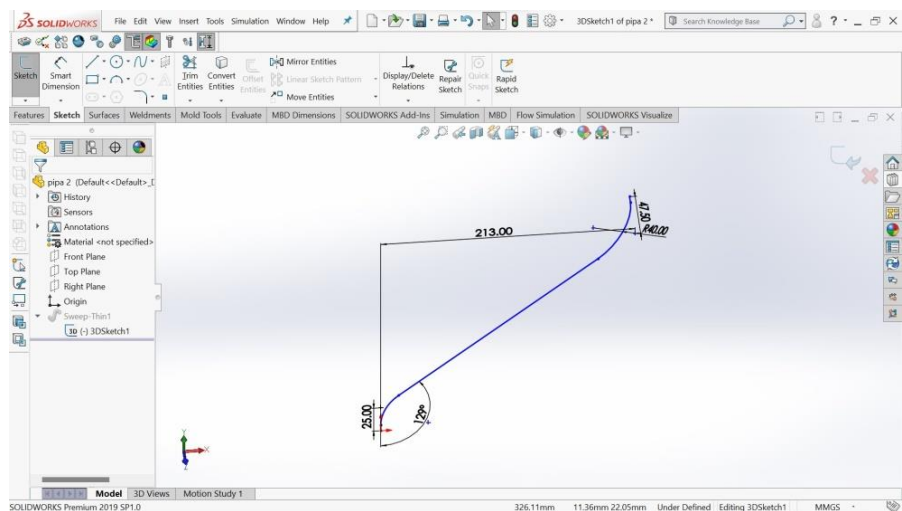 SOLIDWORKS File Edit View Insert Tools Simulation Window Help 3DSketch1 of pipa 2 * Search Knowledge Base
Sketch Smart Dimension Trim Entities Convert Entities Offset Entities Mirror Entities Linear Sketch Pattern Move Entities Display/Delete Relations Repair Sketch Quick Snaps Rapid Sketch
Features Sketch Surfaces Weldments Mold Tools Evaluate MBD Dimensions SOLIDWORKS Add-Ins Simulation MBD Flow Simulation SOLIDWORKS Visualize
pipa 2 (Default<<Default>_D
History
Sensors
Annotations
Material <not specified>
Front Plane
Top Plane
Right Plane
Origin
Sweep-Thin1
3D (-) 3DSketch1
213.00
47.50
R40.00
25.00
129°
X
Model 3D Views Motion Study 1
SOLIDWORKS Premium 2019 SP1.0 326.11mm 11.36mm 22.05mm Under Defined Editing 3DSketch1 MMGS